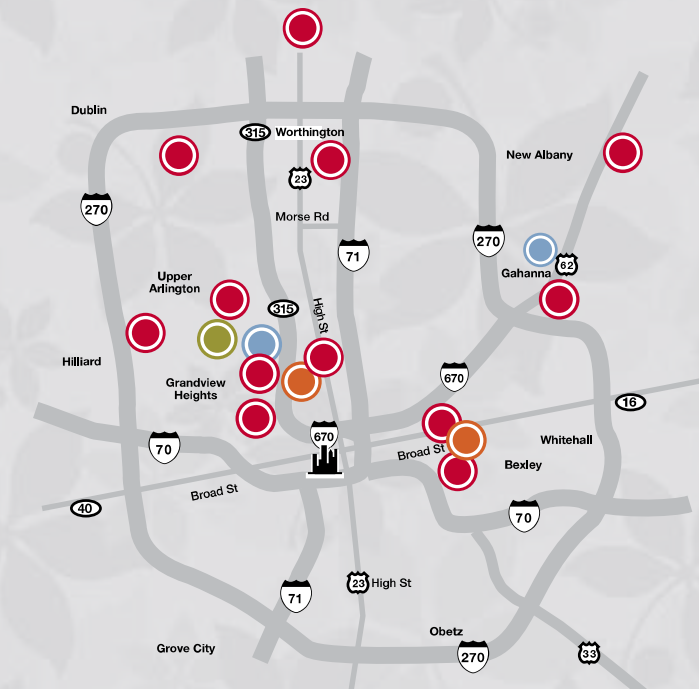 Dublin
315
Worthington
New Albany
23
270
Morse Rd
270
71
62
Gahanna
Upper
Arlington
315
High St
Hilliard
670
Grandview
Heights
16
670
70
Whitehall
Broad St
Bexley
Broad St
40
70
71
23
High St
Obetz
Grove City
270
33